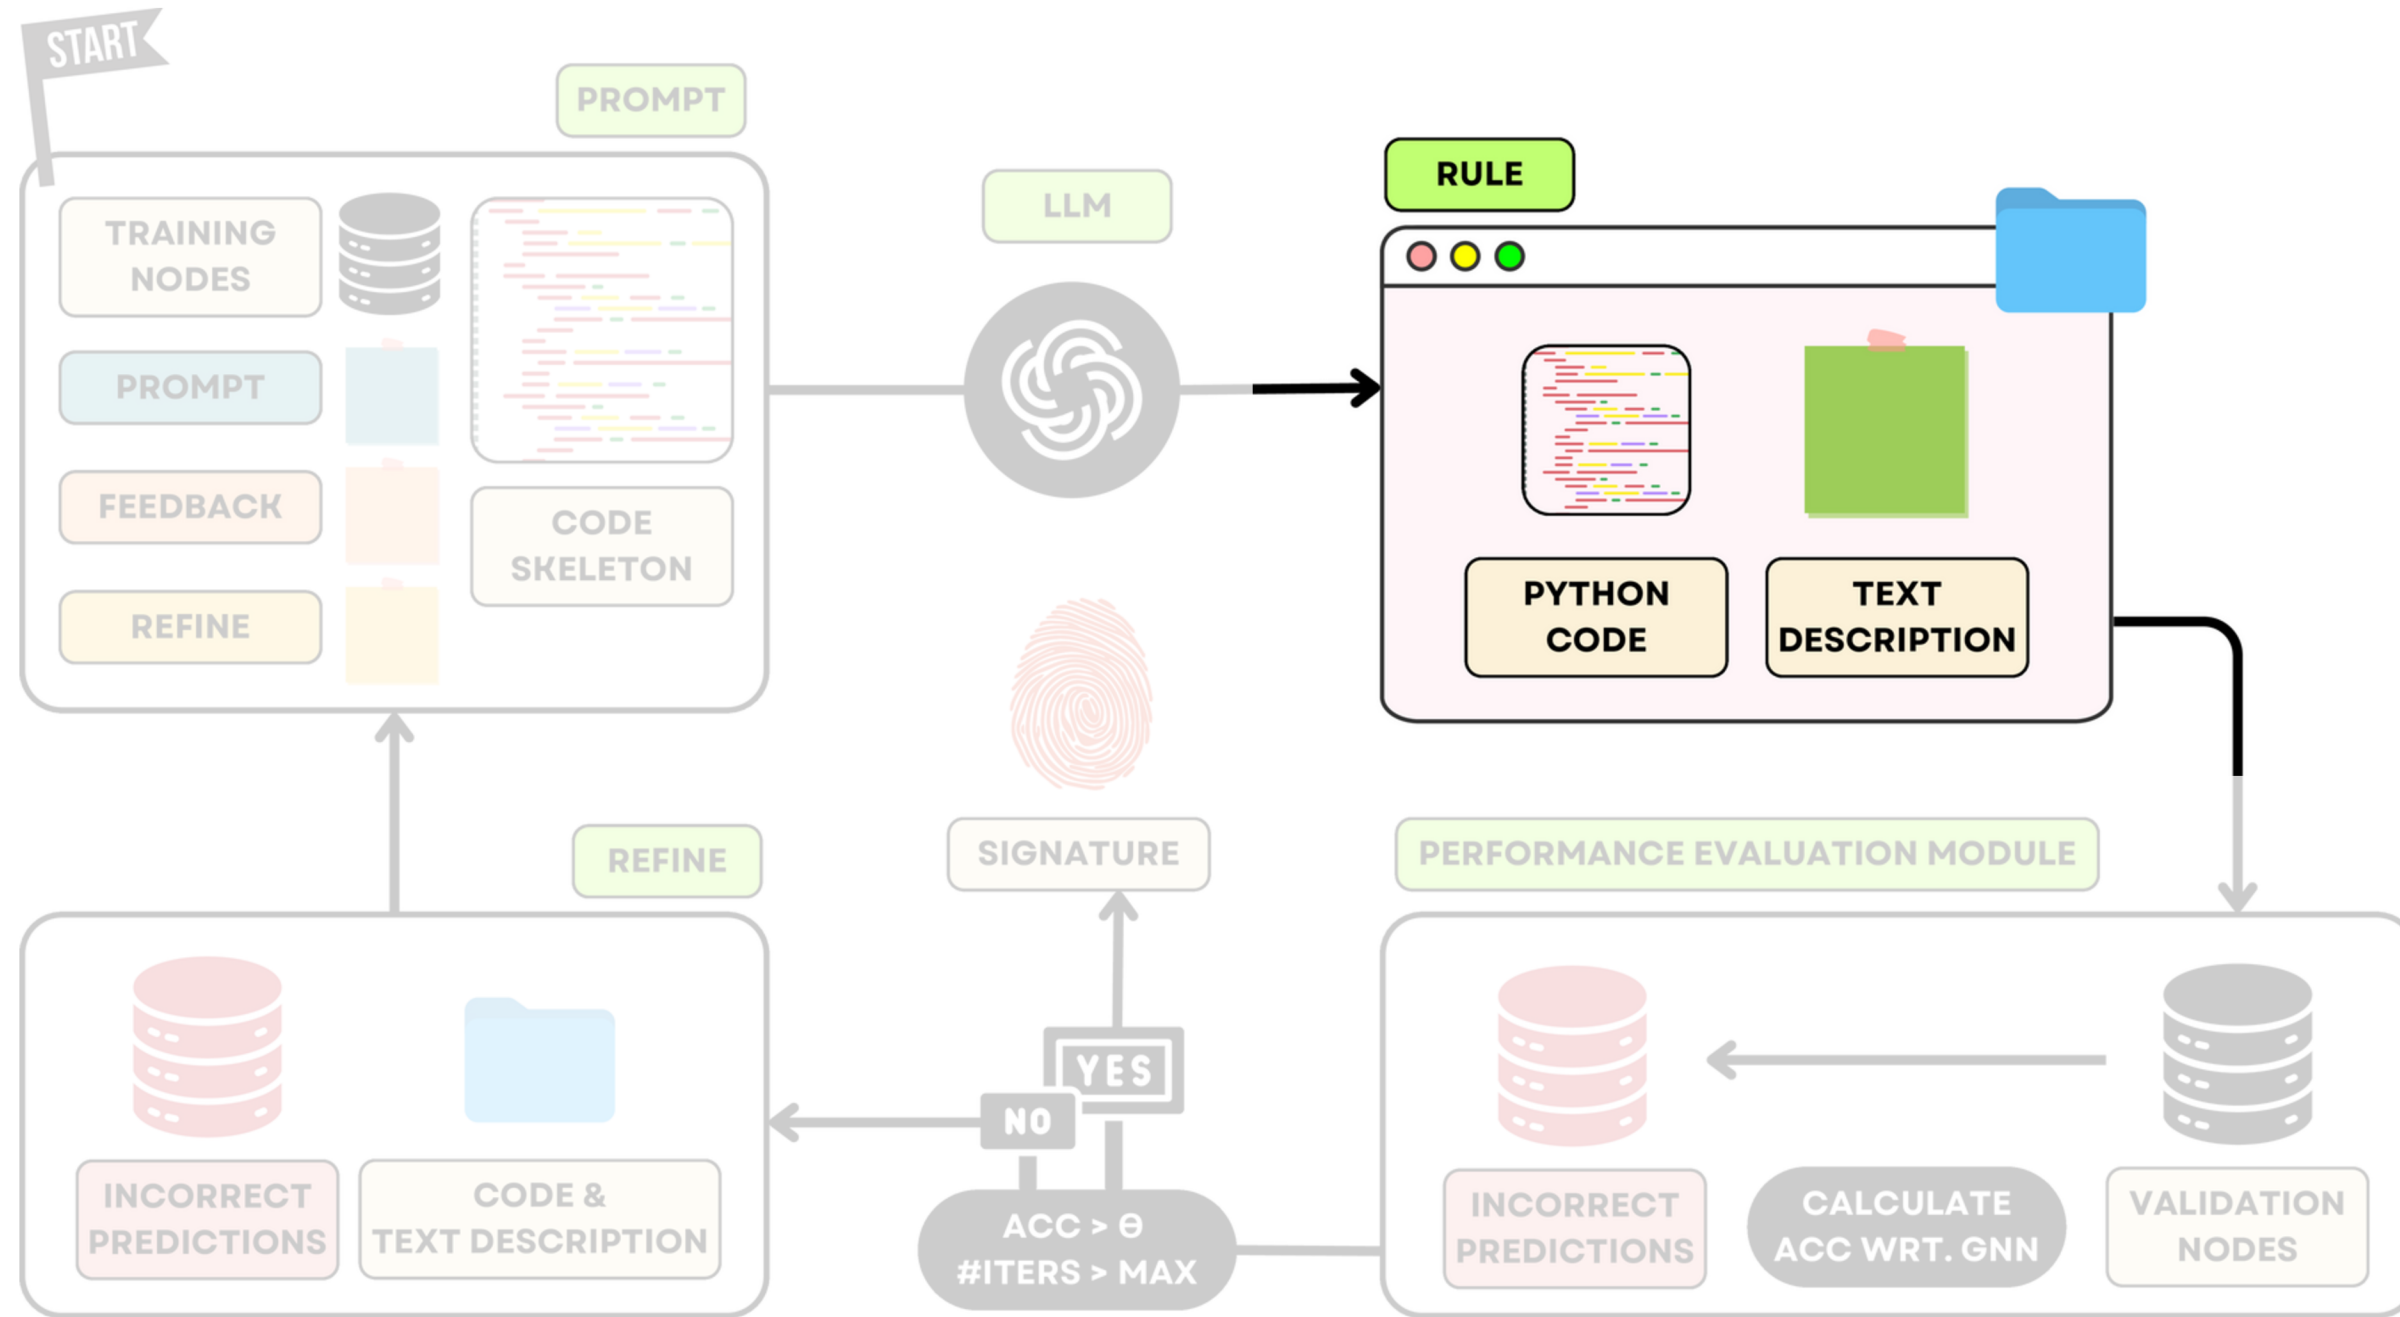 START
PROMPT
TRAINING
NODES
PROMPT
FEEDBACK
REFINE
CODE
SKELETON
LLM
RULE
PYTHON
CODE
TEXT
DESCRIPTION
PERFORMANCE EVALUATION MODULE
INCORRECT
PREDICTIONS
CALCULATE
ACC WRT. GNN
VALIDATION
NODES
ACC > Θ
#ITERS > MAX
YES
NO
SIGNATURE
REFINE
INCORRECT
PREDICTIONS
CODE &
TEXT DESCRIPTION